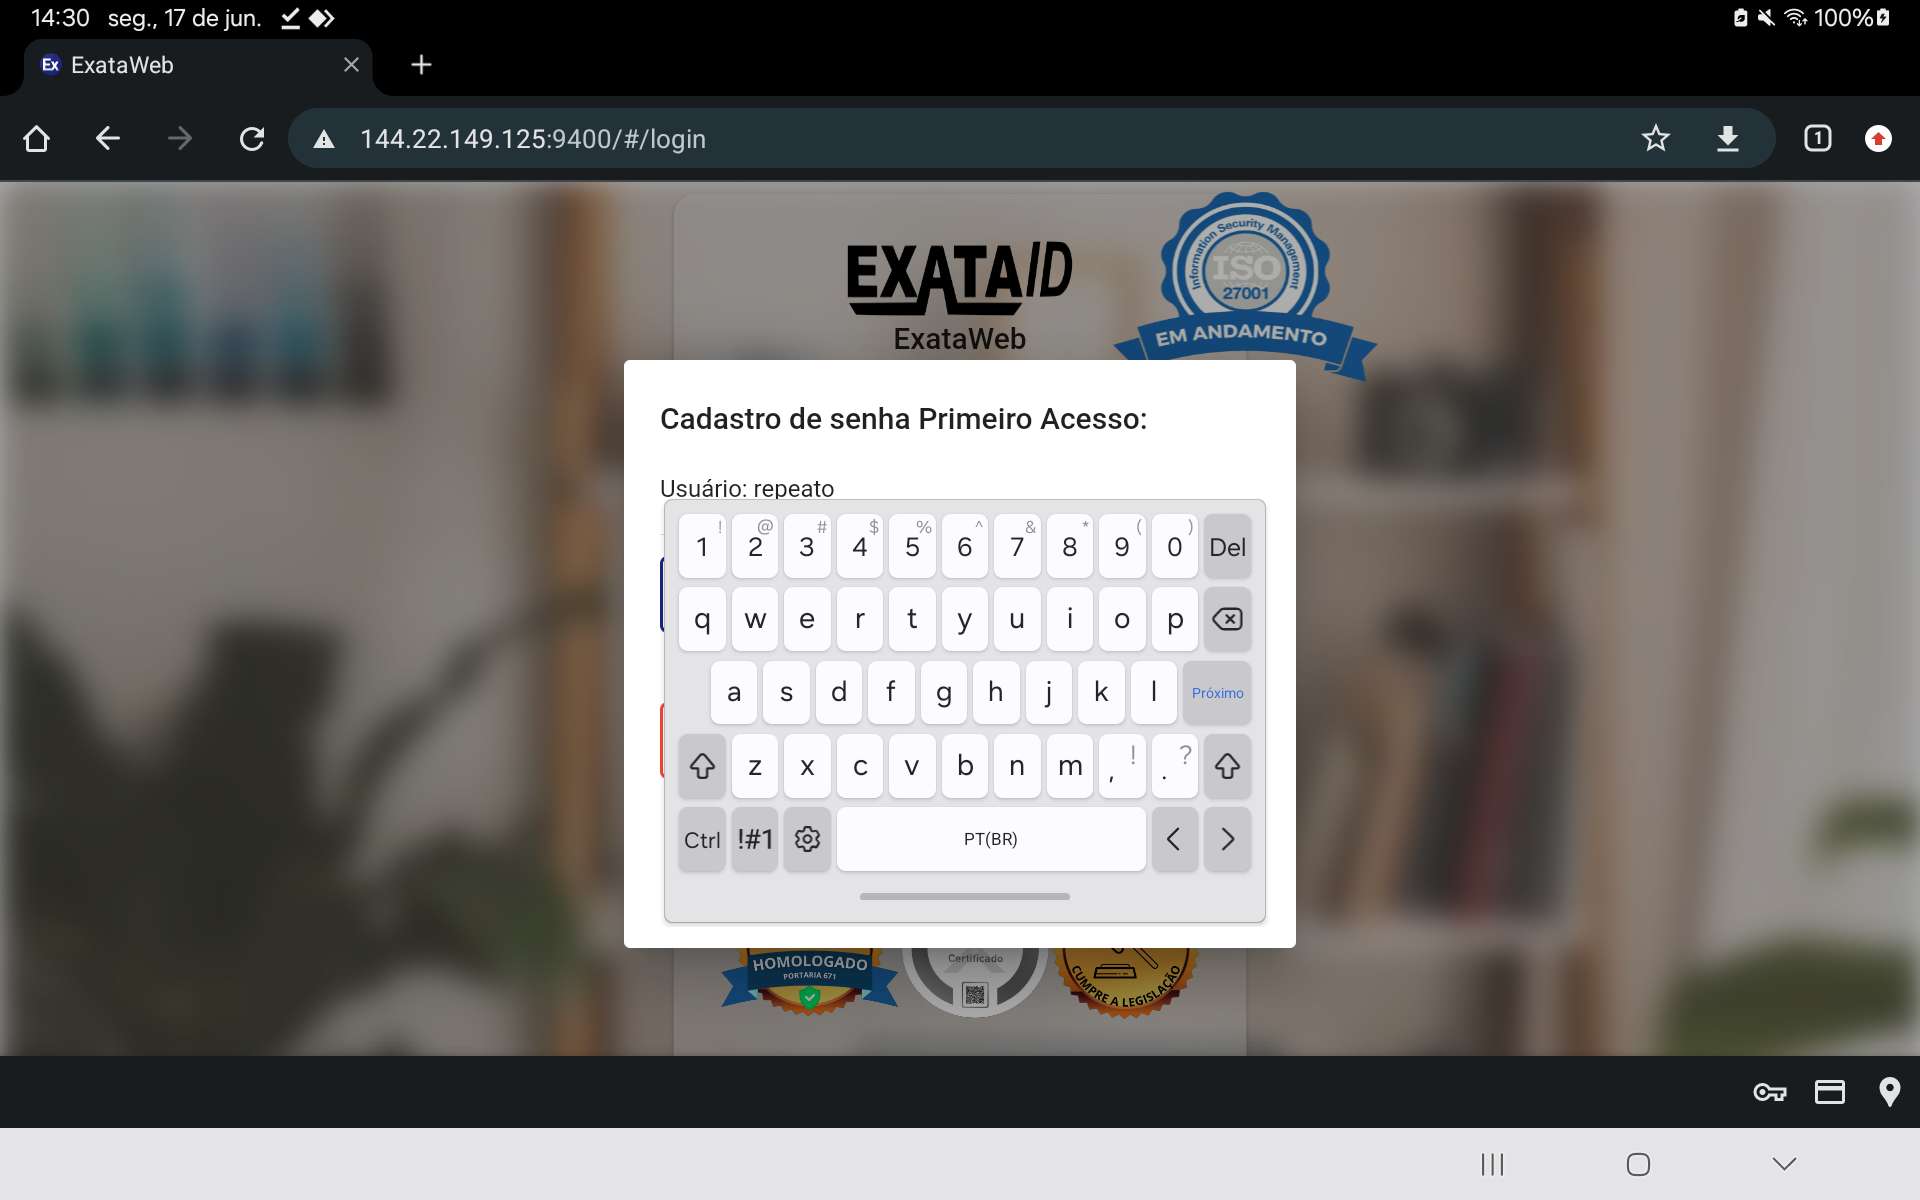 14:30 seg., 17 de jun. 100%
Ex ExataWeb
144.22.149.125:9400/#/login 1
EXATAID
ExataWeb
Information Security Management
ISO
27001
EM ANDAMENTO
Cadastro de senha Primeiro Acesso:
Usuário: repeato
! @ # $ % ^ & * ( )
1 2 3 4 5 6 7 8 9 0 Del
q w e r t y u i o p
a s d f g h j k l Próximo
z x c v b n m , ! . ?
Ctrl !#1 PT(BR) < >
HOMOLOGADO
PORTARIA 671
Certificado
CUMPRE A LEGISLAÇÃO